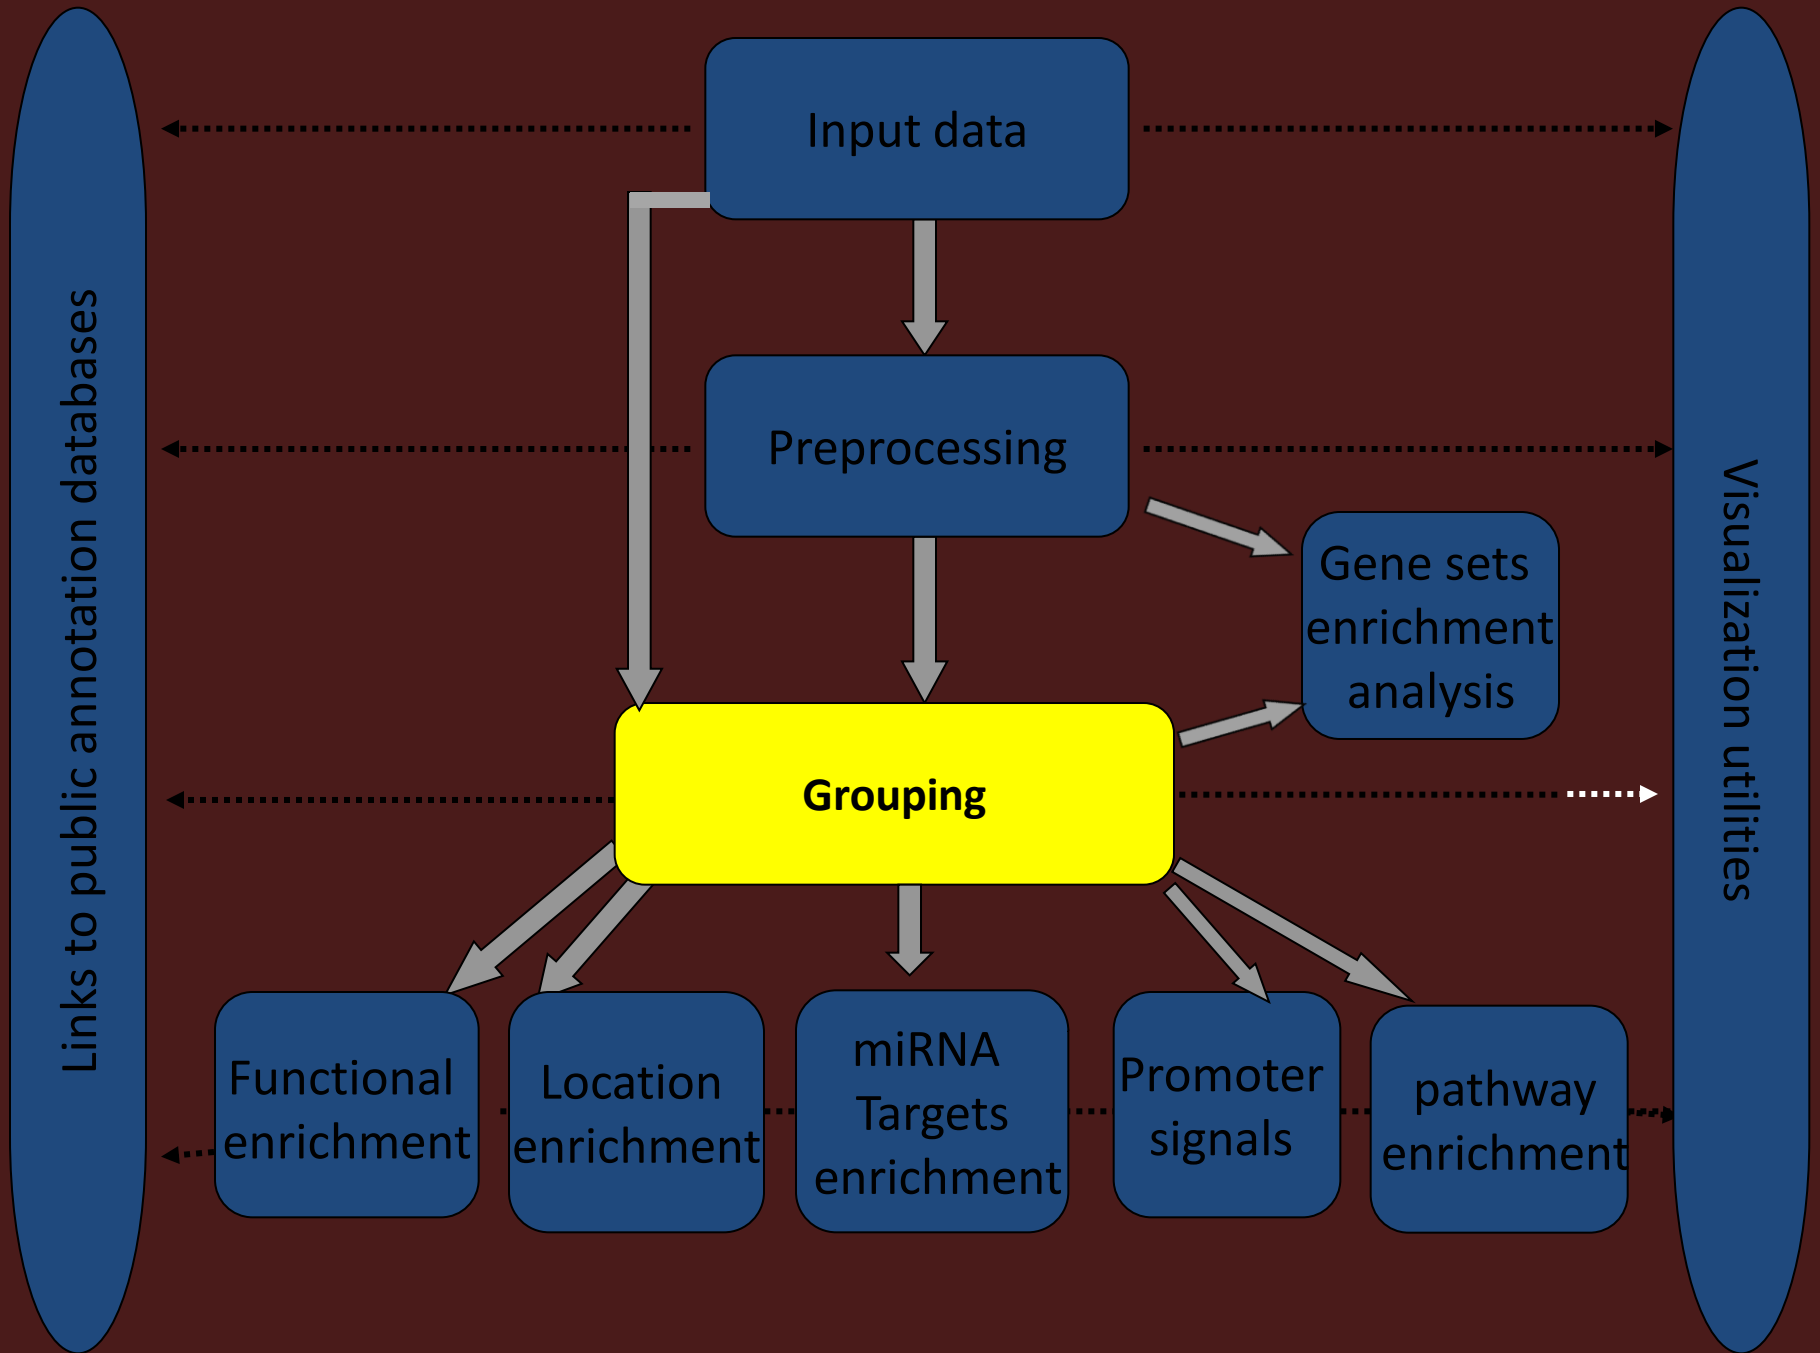 Input data
Links to public annotation databases
Preprocessing
Visualization utilities
Gene sets
enrichment
analysis
Grouping
Functional
enrichment
Location
enrichment
miRNA
Targets
enrichment
Promoter
signals
pathway
enrichment